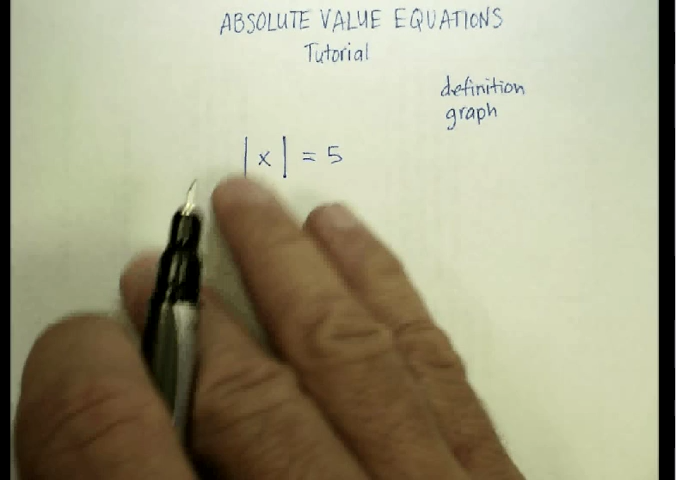 ABSOLUTE VALUE EQUATIONS
Tutorial
definition
graph
|x| = 5